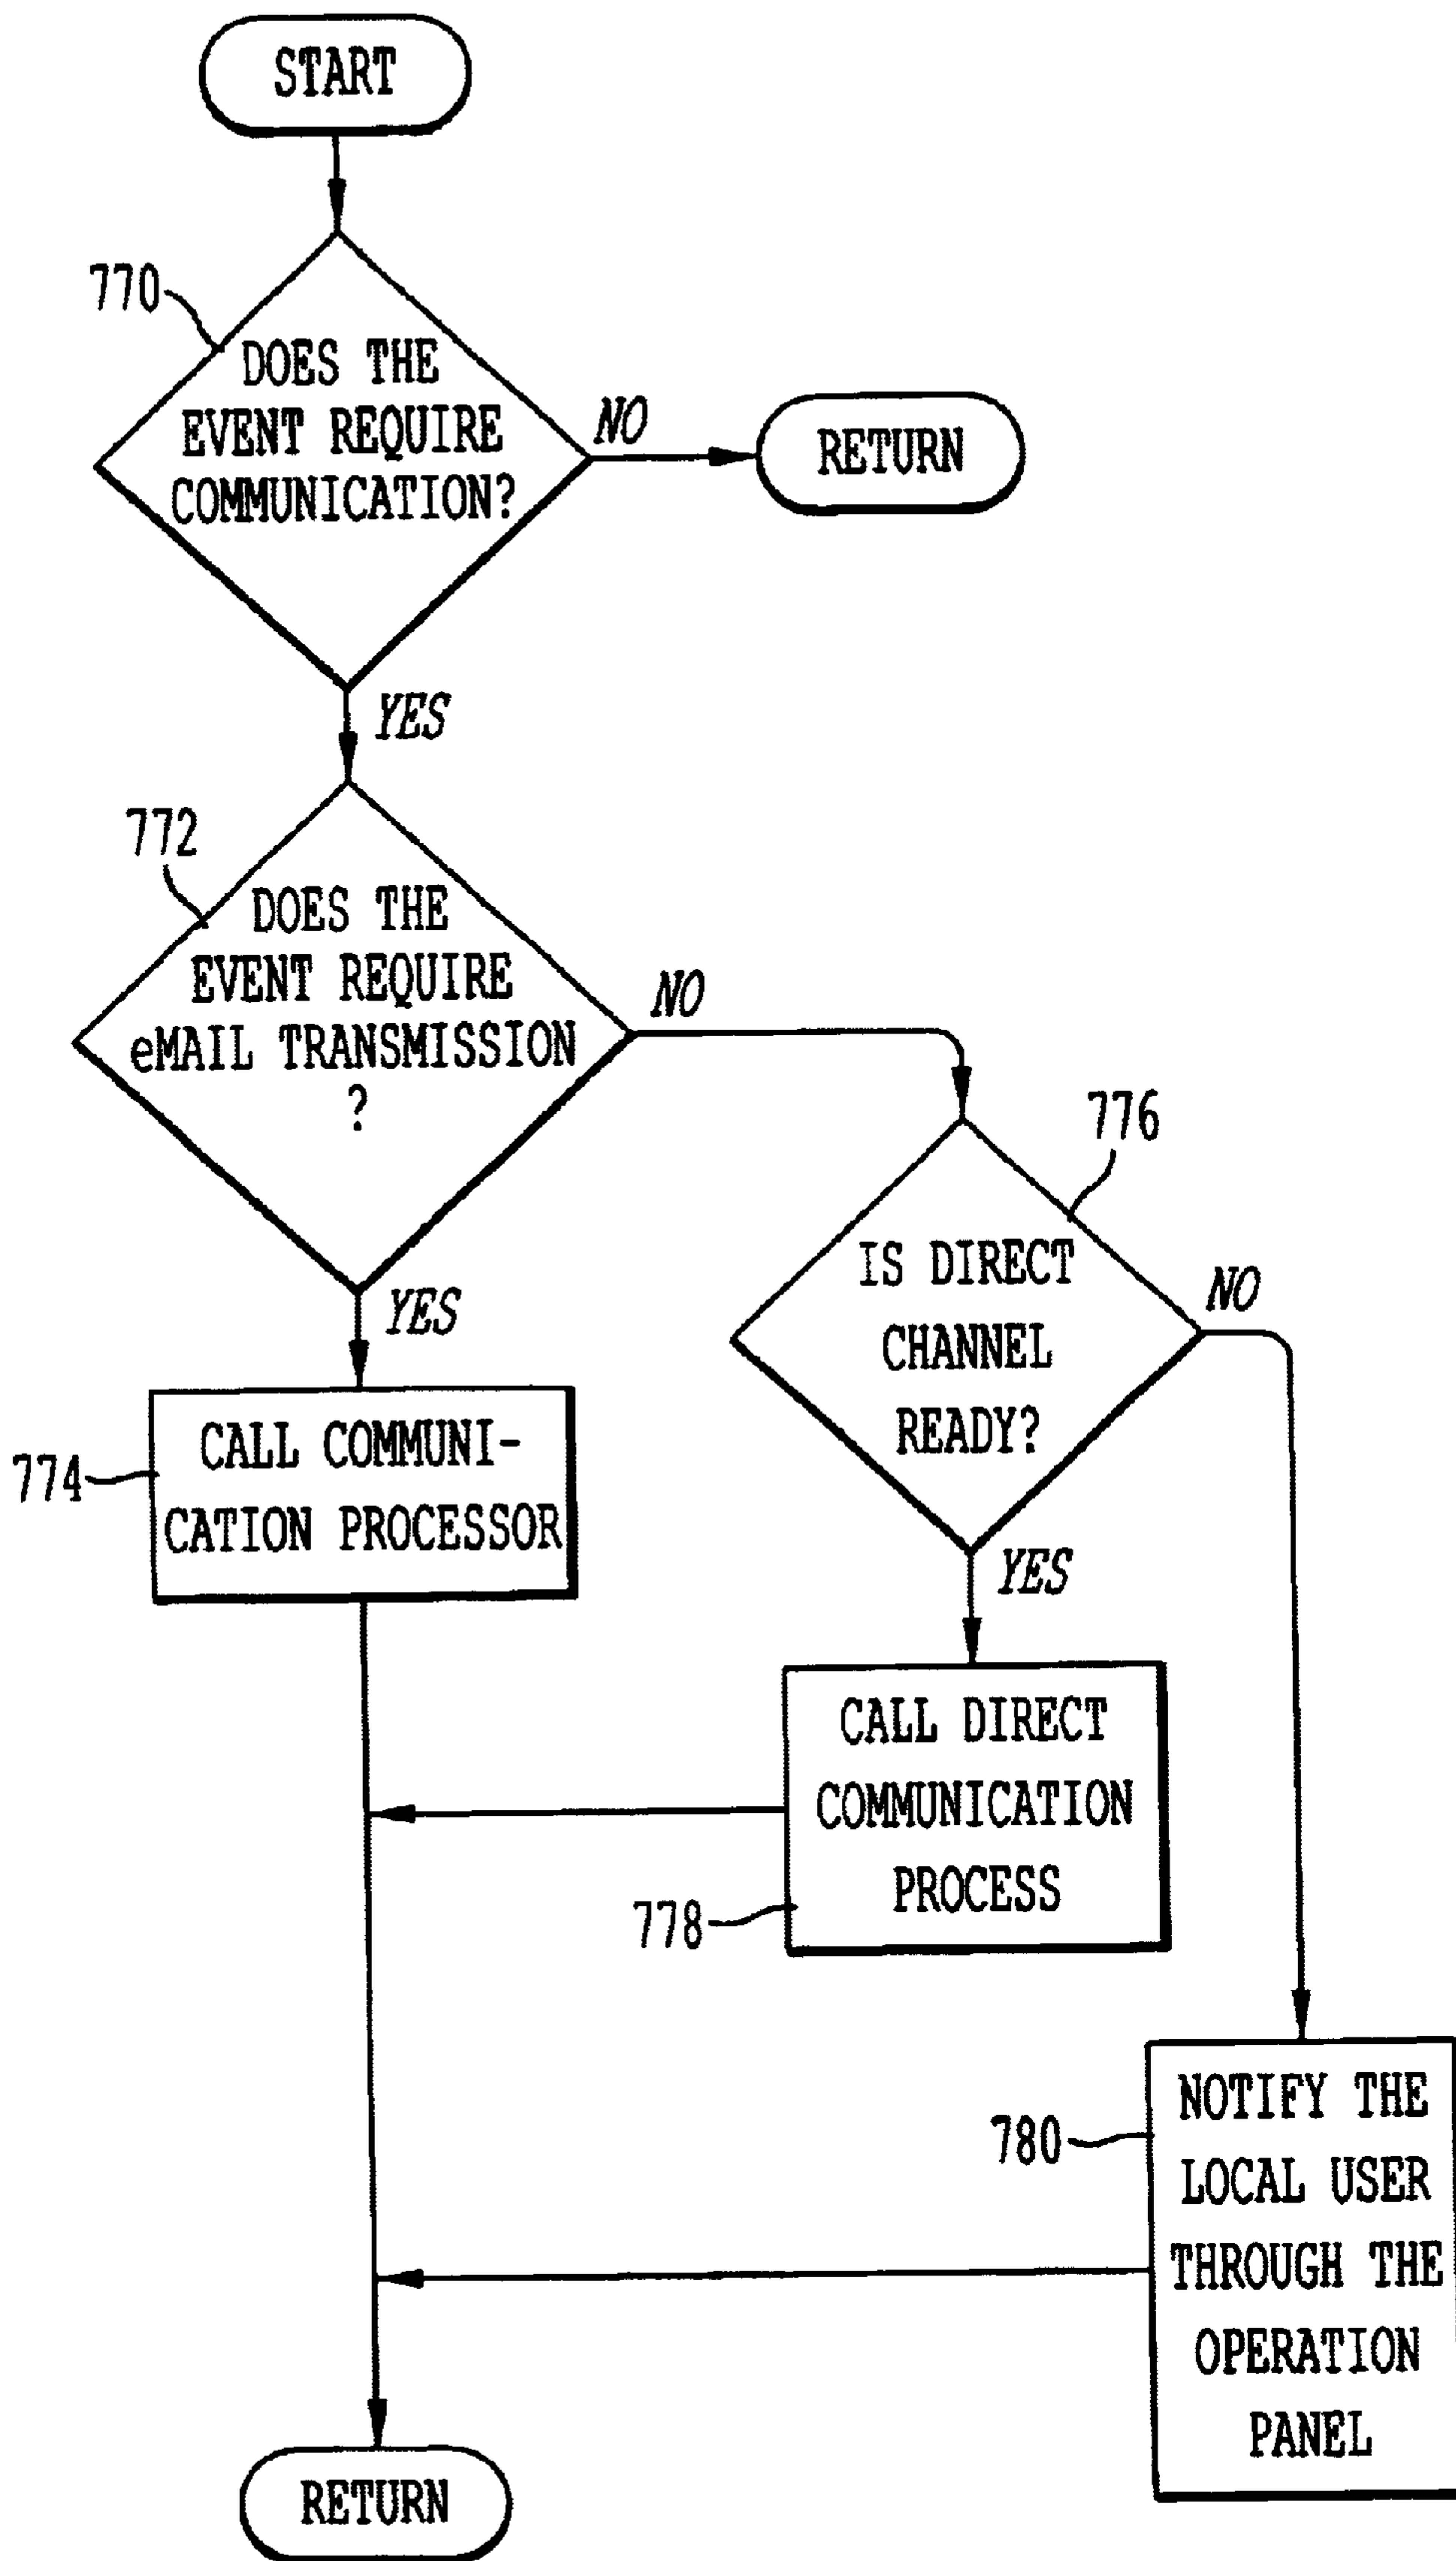 START
770
DOES THE
EVENT REQUIRE
COMMUNICATION?
NO
RETURN
YES
772
DOES THE
EVENT REQUIRE
eMAIL TRANSMISSION
?
NO
YES
776
IS DIRECT
CHANNEL
READY?
NO
YES
774
CALL COMMUNI-
CATION PROCESSOR
CALL DIRECT
COMMUNICATION
PROCESS
778
780
NOTIFY THE
LOCAL USER
THROUGH THE
OPERATION
PANEL
RETURN